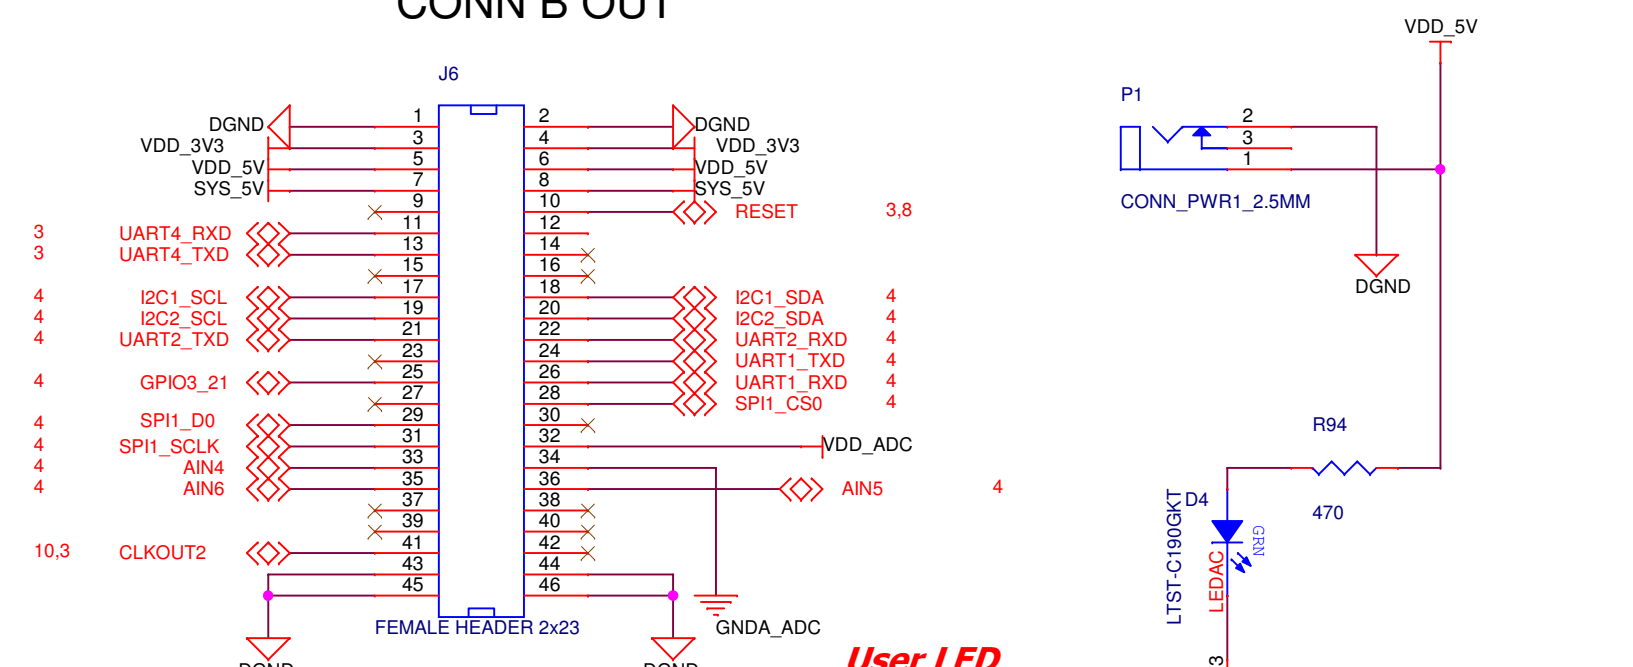 CONN B OUT
VDD_5V
J6
P1
DGND 1 2 DGND
VDD_3V3 3 4 VDD_3V3
VDD_5V 5 6 VDD_5V
SYS_5V 7 8 SYS_5V
9 10 RESET 3,8
3 UART4_RXD 11 12
3 UART4_TXD 13 14
15 16
4 I2C1_SCL 17 18 I2C1_SDA 4
4 I2C2_SCL 19 20 I2C2_SDA 4
4 UART2_TXD 21 22 UART2_RXD 4
23 24 UART1_TXD 4
4 GPIO3_21 25 26 UART1_RXD 4
27 28 SPI1_CS0 4
4 SPI1_D0 29 30
4 SPI1_SCLK 31 32 VDD_ADC
4 AIN4 33 34
4 AIN6 35 36 AIN5 4
37 38
39 40
10,3 CLKOUT2 41 42
43 44
45 46
FEMALE HEADER 2x23
GNDA_ADC
DGND
DGND
User LED
2
3
1
CONN_PWR1_2.5MM
DGND
R94
470
D4
LTST-C190GKT
GRN
LEDAC
3